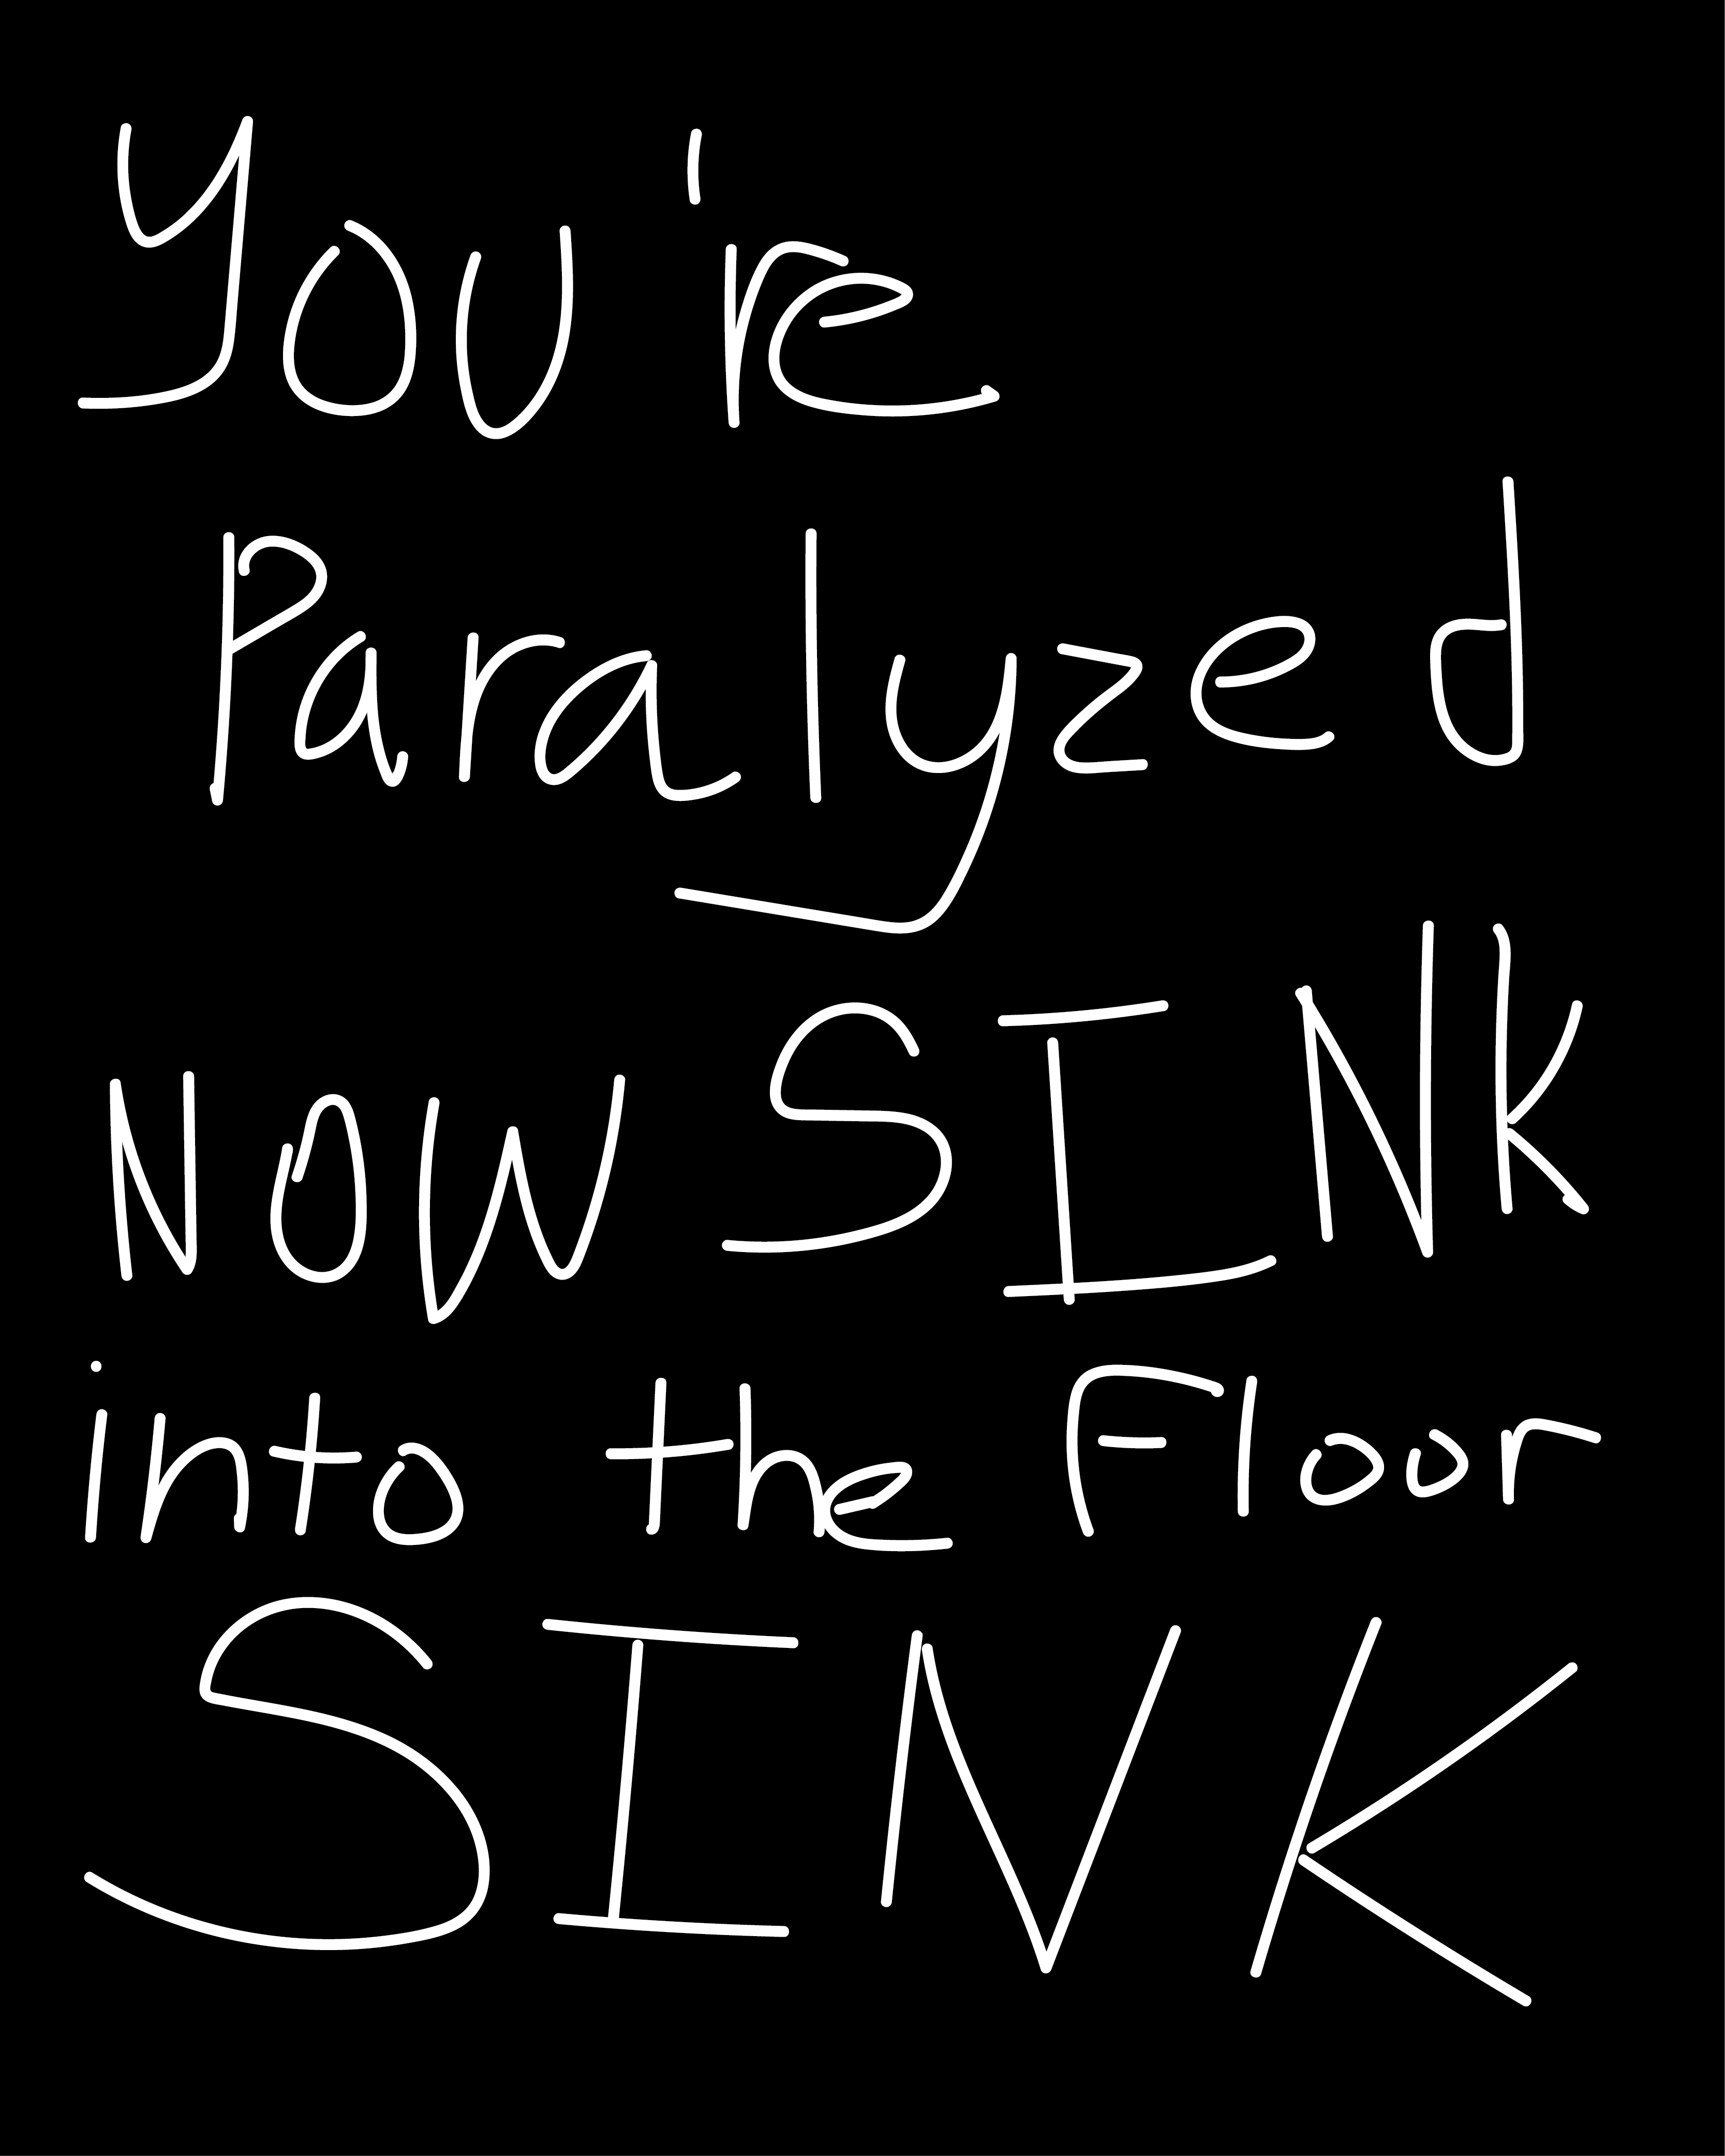 You're
Paralyzed
Now SINK
into the Floor
SINK